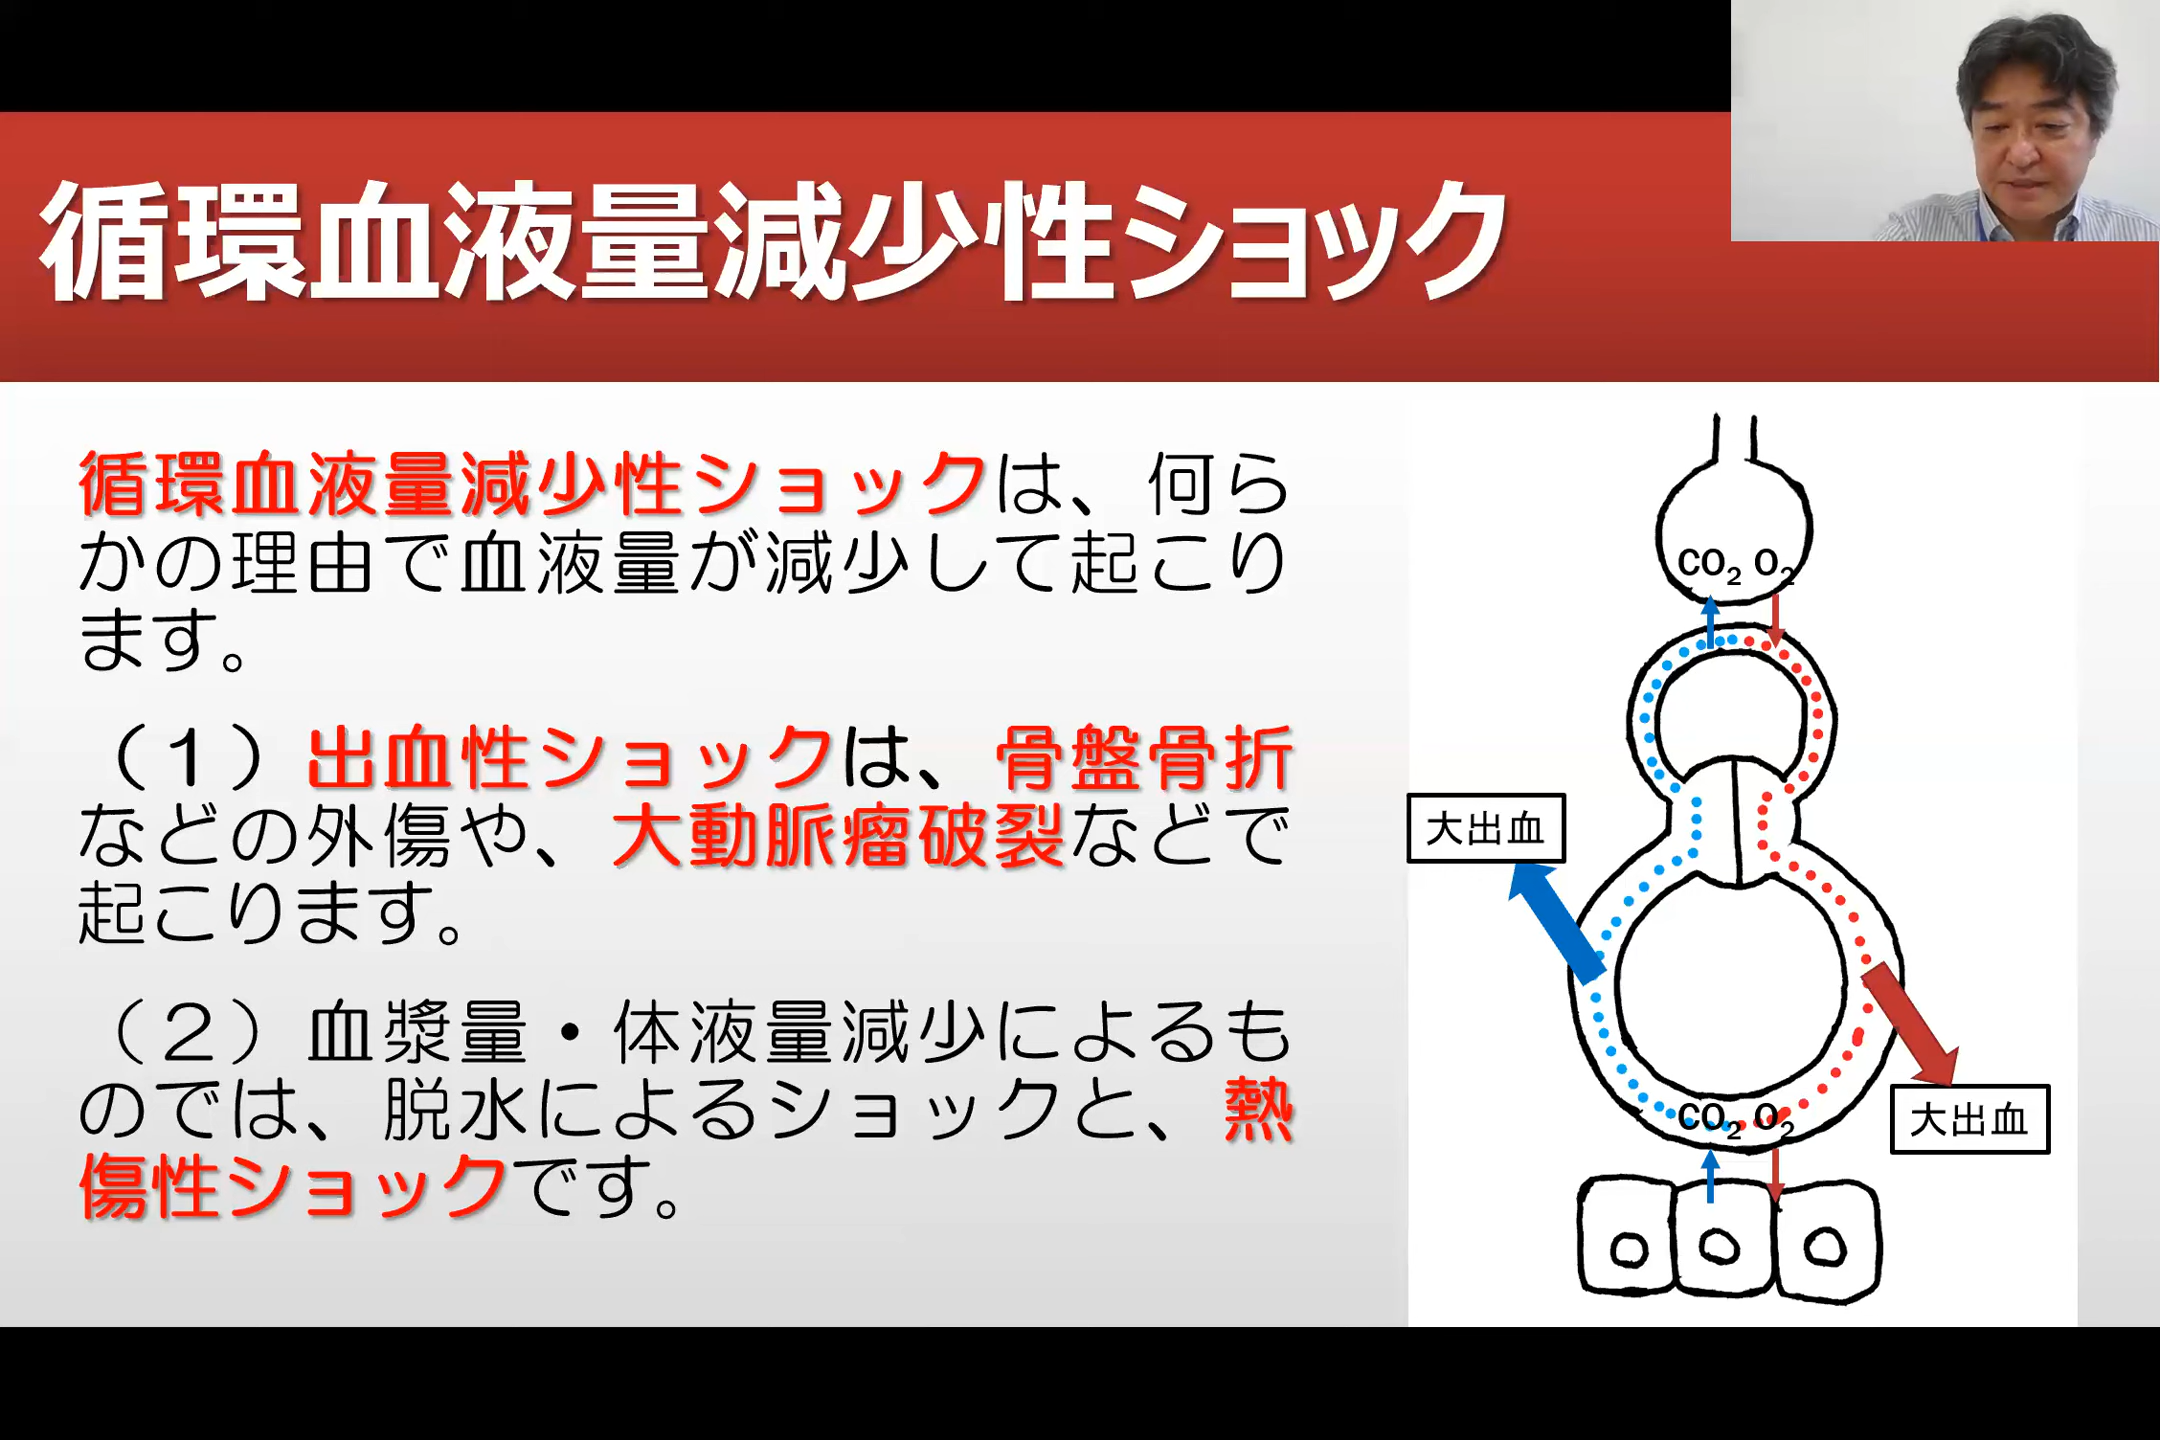 循環血液量減少性ショック
循環血液量減少性ショックは、何ら
かの理由で血液量が減少して起こり
ます。
（1）出血性ショックは、骨盤骨折
などの外傷や、大動脈瘤破裂などで
起こります。
（2）血漿量・体液量減少によるも
のでは、脱水によるショックと、熱
傷性ショックです。
CO₂ O₂
大出血
大出血
CO₂ O₂